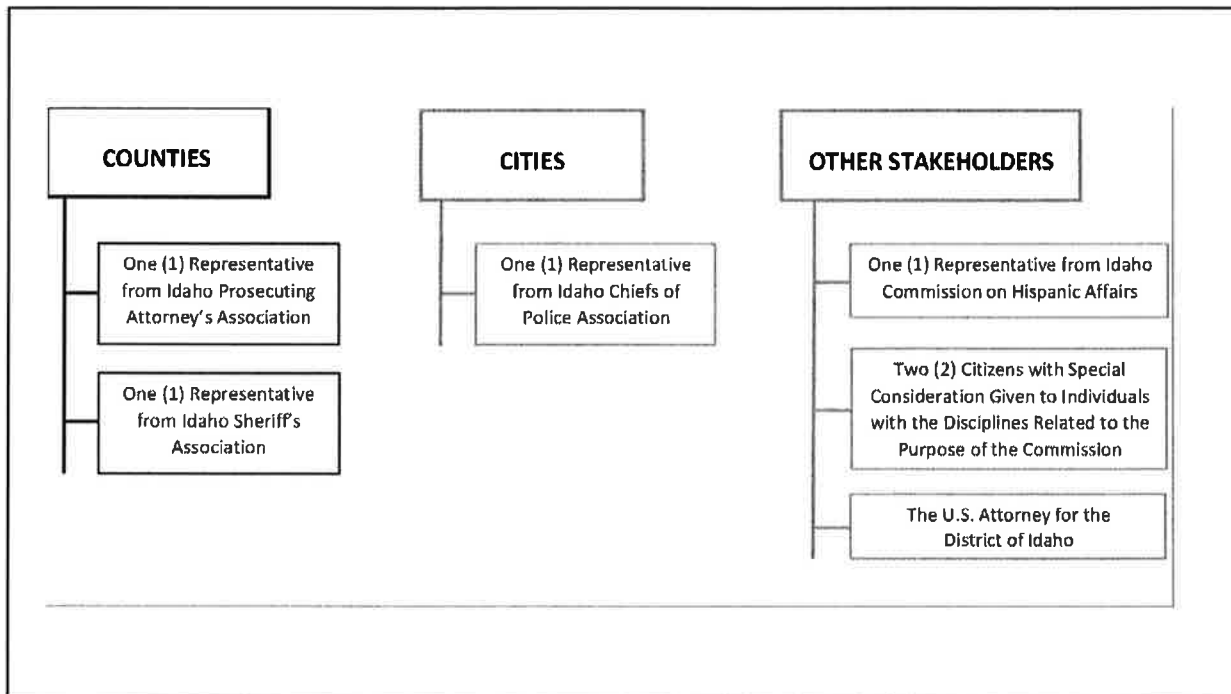 COUNTIES
One (1) Representative
from Idaho Prosecuting
Attorney's Association
One (1) Representative
from Idaho Sheriff's
Association
CITIES
One (1) Representative
from Idaho Chiefs of
Police Association
OTHER STAKEHOLDERS
One (1) Representative from Idaho
Commission on Hispanic Affairs
Two (2) Citizens with Special
Consideration Given to Individuals
with the Disciplines Related to the
Purpose of the Commission
The U.S. Attorney for the
District of Idaho